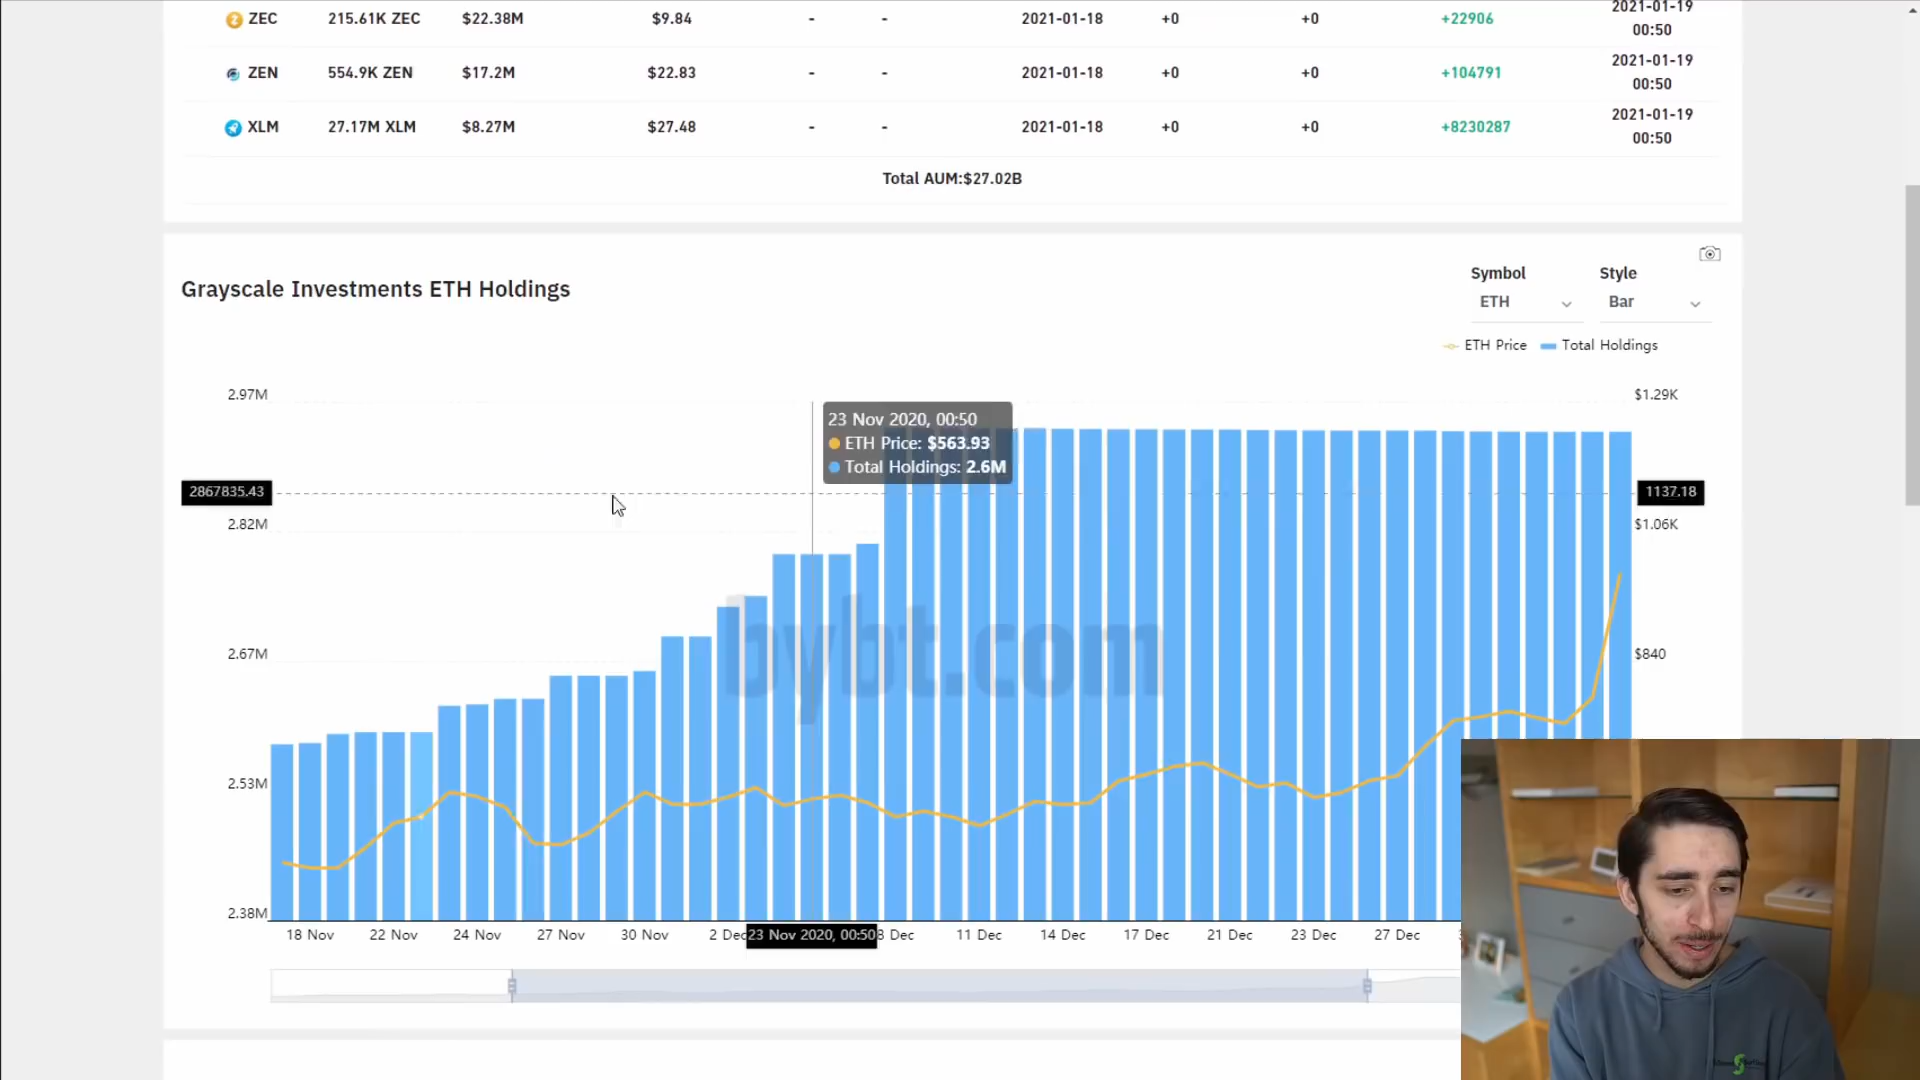 ZEC 215.61K ZEC $22.38M $9.84 - - 2021-01-18 +0 +0 +22906 2021-01-19 00:50
ZEN 554.9K ZEN $17.2M $22.83 - - 2021-01-18 +0 +0 +104791 2021-01-19 00:50
XLM 27.17M XLM $8.27M $27.48 - - 2021-01-18 +0 +0 +8230287 2021-01-19 00:50
Total AUM:$27.02B
Grayscale Investments ETH Holdings
Symbol Style
ETH Bar
ETH Price Total Holdings
2.97M $1.29K
23 Nov 2020, 00:50
ETH Price: $563.93
Total Holdings: 2.6M
2867835.43 1137.18
2.82M $1.06K
2.67M $840
bybt.com
2.53M
2.38M
18 Nov 22 Nov 24 Nov 27 Nov 30 Nov 2 Dec 23 Nov 2020, 00:50 8 Dec 11 Dec 14 Dec 17 Dec 21 Dec 23 Dec 27 Dec